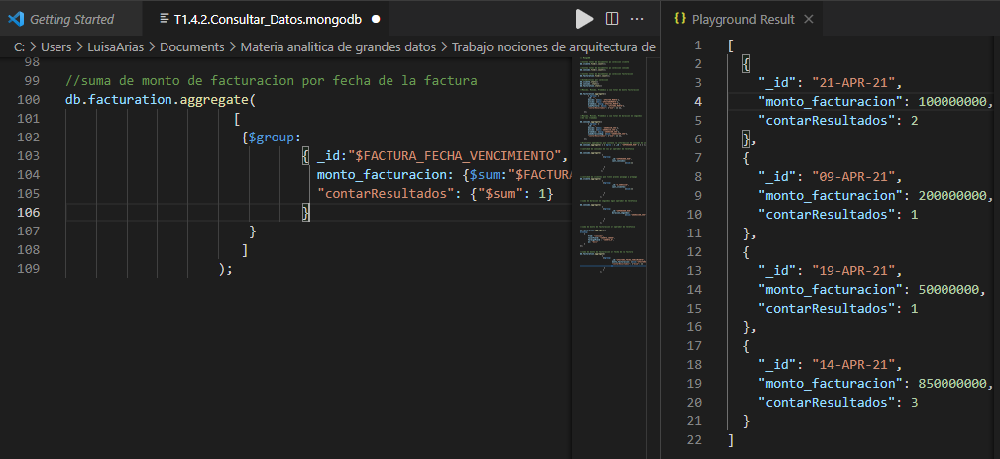 Getting Started
T1.4.2.Consultar_Datos.mongodb
Playground Result
C: > Users > LuisaArias > Documents > Materia analitica de grandes datos > Trabajo nociones de arquitectura de
98
99 //suma de monto de facturacion por fecha de la factura
100 db.facturation.aggregate(
101 [
102 {$group:
103 { _id:"$FACTURA_FECHA_VENCIMIENTO",
104 monto_facturacion: {$sum:"$FACTURA
105 "contarResultados": {"$sum": 1}
106 }
107 }
108 ]
109 );
1 [
2 {
3 "_id": "21-APR-21",
4 "monto_facturacion": 100000000,
5 "contarResultados": 2
6 },
7 {
8 "_id": "09-APR-21",
9 "monto_facturacion": 200000000,
10 "contarResultados": 1
11 },
12 {
13 "_id": "19-APR-21",
14 "monto_facturacion": 50000000,
15 "contarResultados": 1
16 },
17 {
18 "_id": "14-APR-21",
19 "monto_facturacion": 850000000,
20 "contarResultados": 3
21 }
22 ]